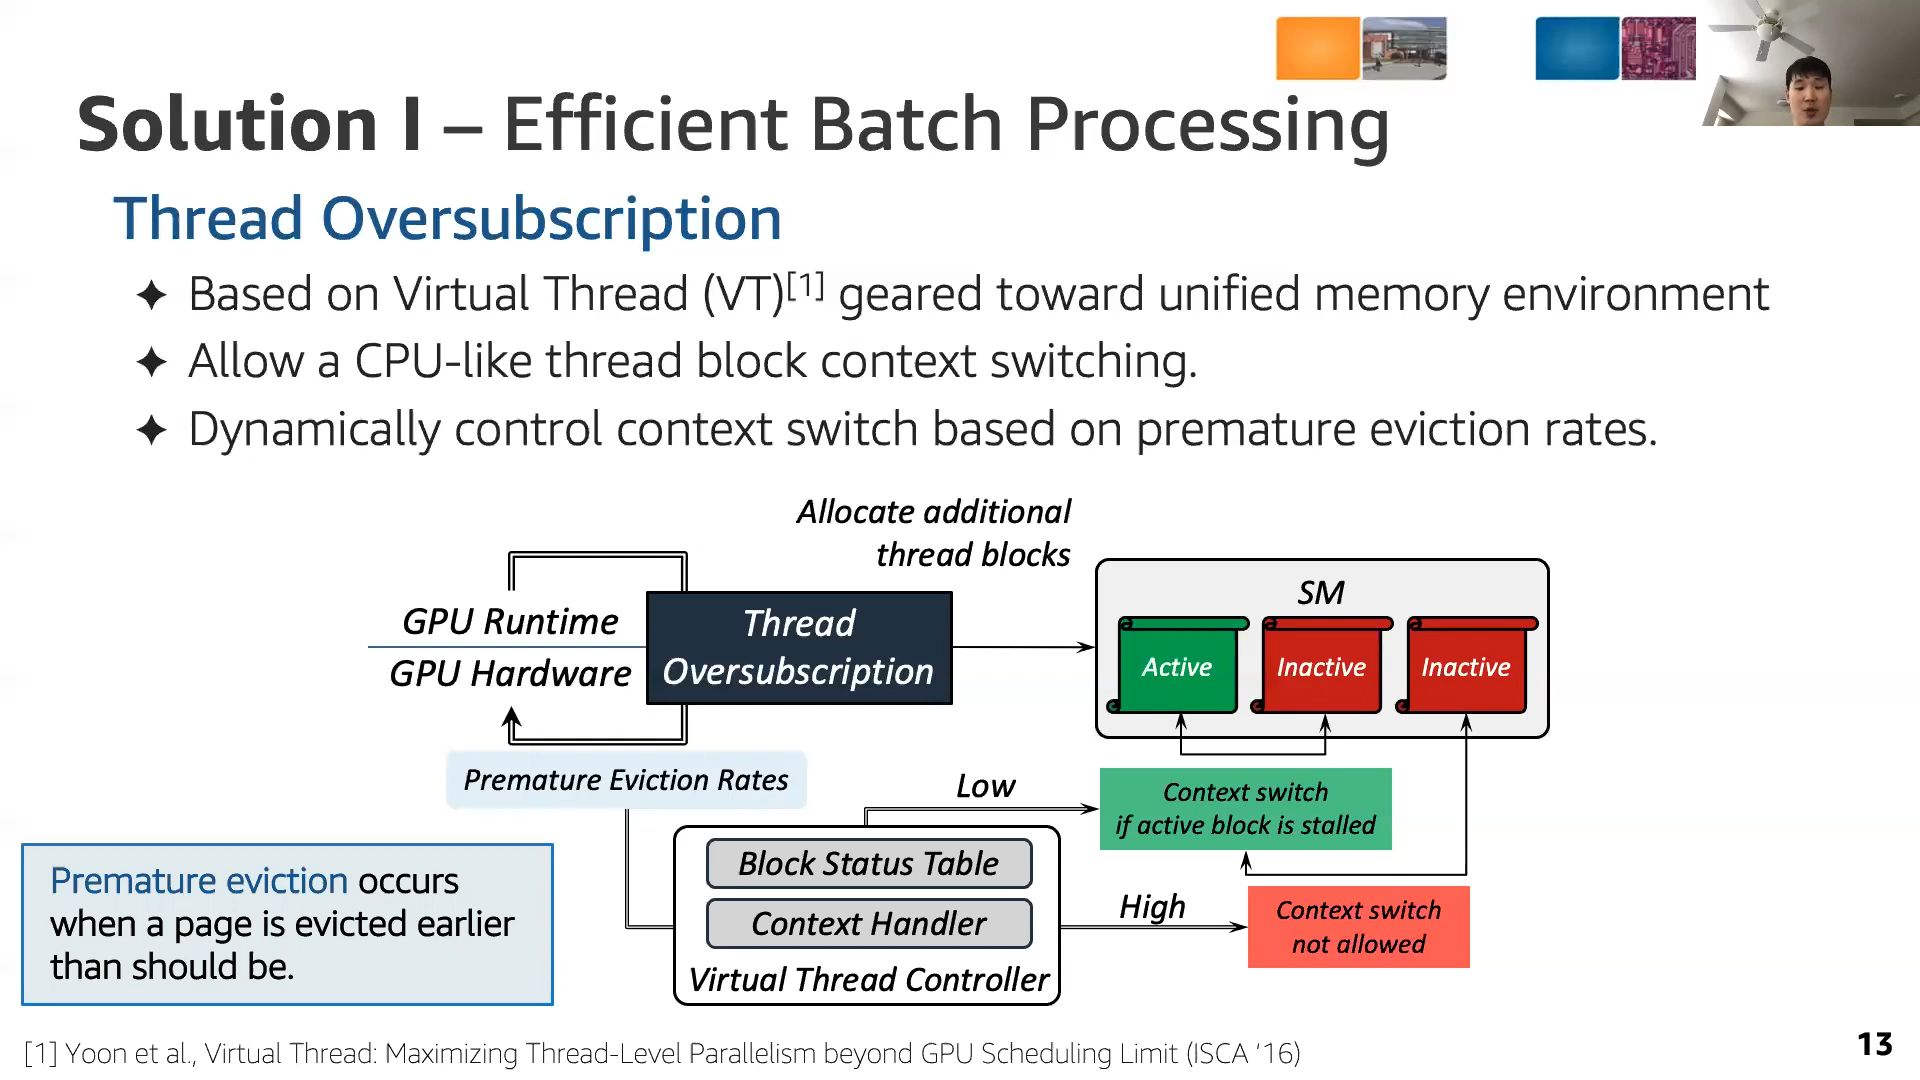 Solution I – Efficient Batch Processing
Thread Oversubscription
✦ Based on Virtual Thread (VT)[1] geared toward unified memory environment
✦ Allow a CPU-like thread block context switching.
✦ Dynamically control context switch based on premature eviction rates.
Allocate additional
thread blocks
GPU Runtime
GPU Hardware
Thread
Oversubscription
SM
Active
Inactive
Inactive
Premature Eviction Rates
Low
Context switch
if active block is stalled
Block Status Table
Context Handler
Virtual Thread Controller
High
Context switch
not allowed
Premature eviction occurs
when a page is evicted earlier
than should be.
[1] Yoon et al., Virtual Thread: Maximizing Thread-Level Parallelism beyond GPU Scheduling Limit (ISCA ‘16)
13